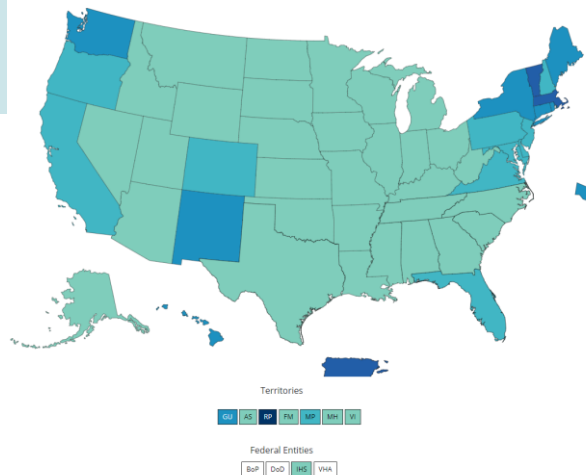 Territories
GU AS RP FM MP MH VI
Federal Entities
BoP DoD IHS VHA